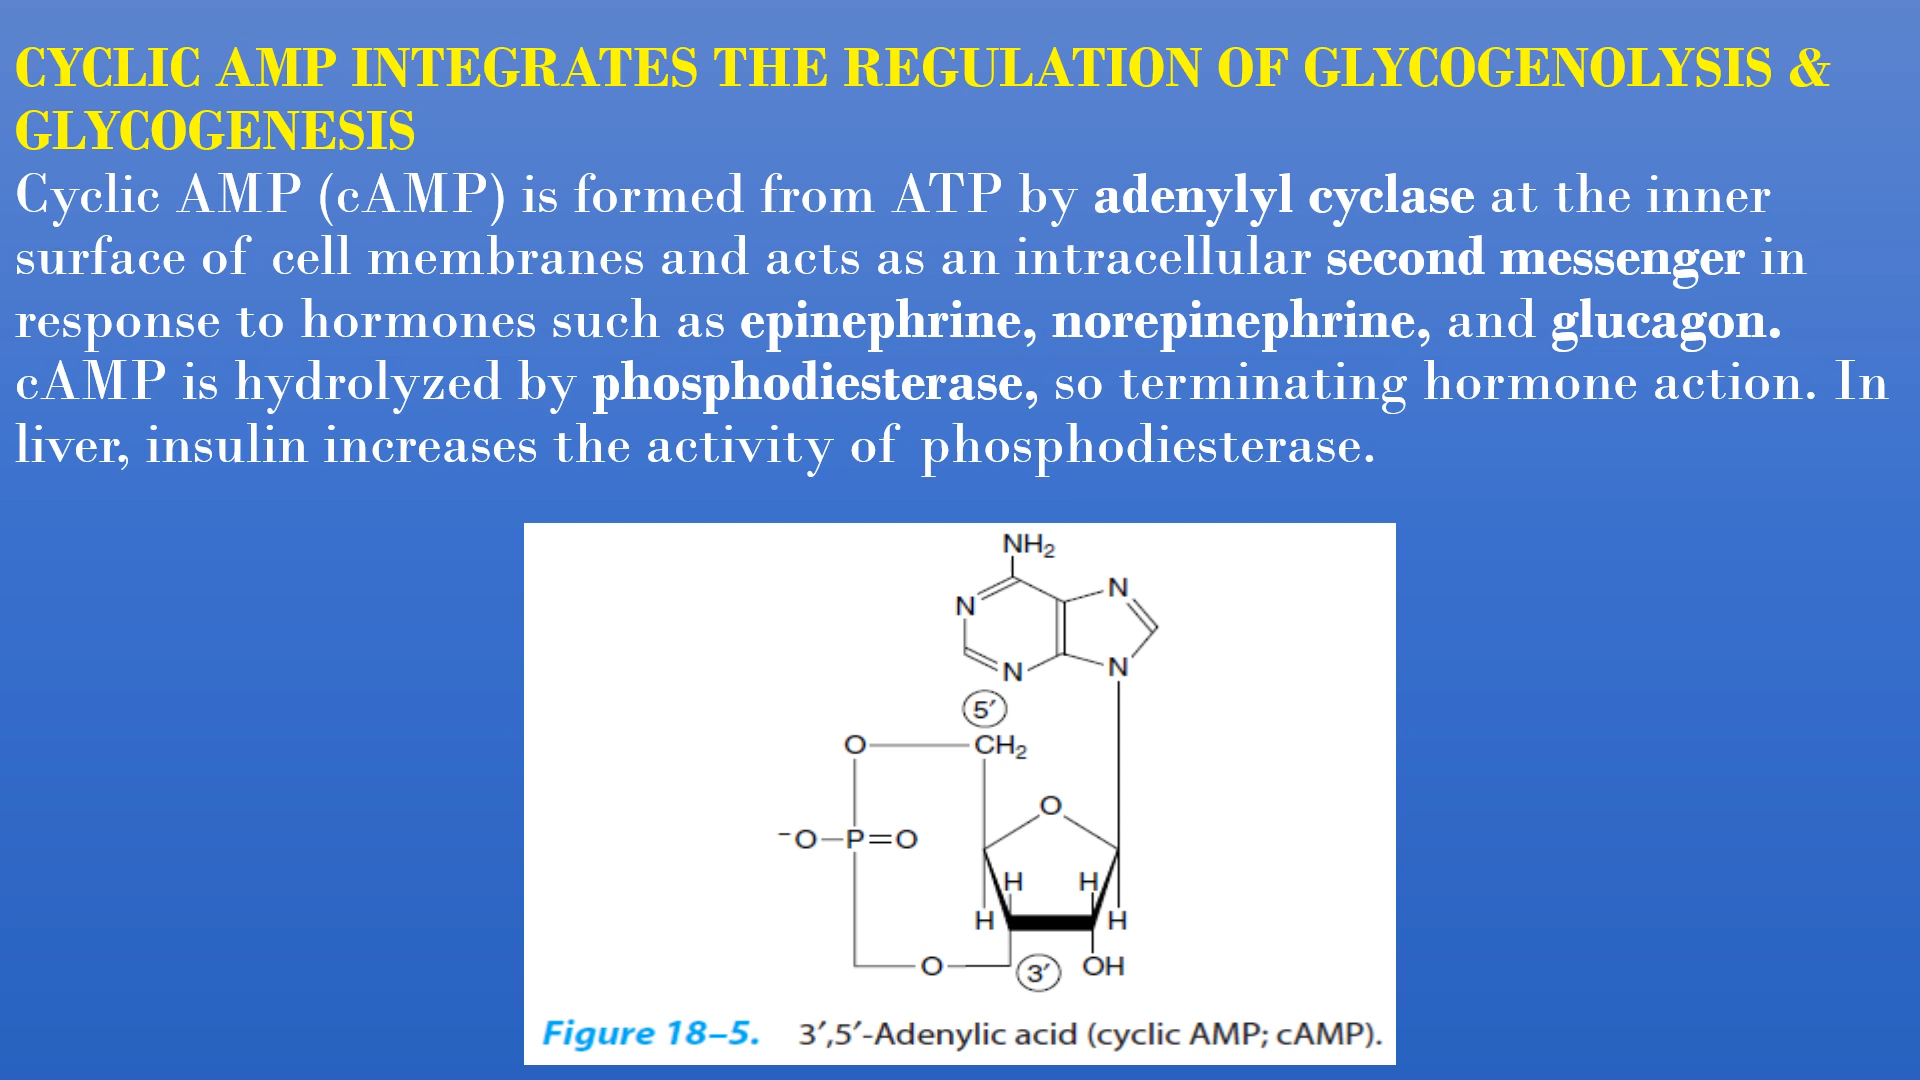 CYCLIC AMP INTEGRATES THE REGULATION OF GLYCOGENOLYSIS &
GLYCOGENESIS
Cyclic AMP (cAMP) is formed from ATP by adenylyl cyclase at the inner
surface of cell membranes and acts as an intracellular second messenger in
response to hormones such as epinephrine, norepinephrine, and glucagon.
cAMP is hydrolyzed by phosphodiesterase, so terminating hormone action. In
liver, insulin increases the activity of phosphodiesterase.
NH₂
N
N
N
N
5′
O
CH₂
O
⁻O—P=O
H
H
H
H
O
3′
OH
Figure 18–5. 3′,5′-Adenylic acid (cyclic AMP; cAMP).